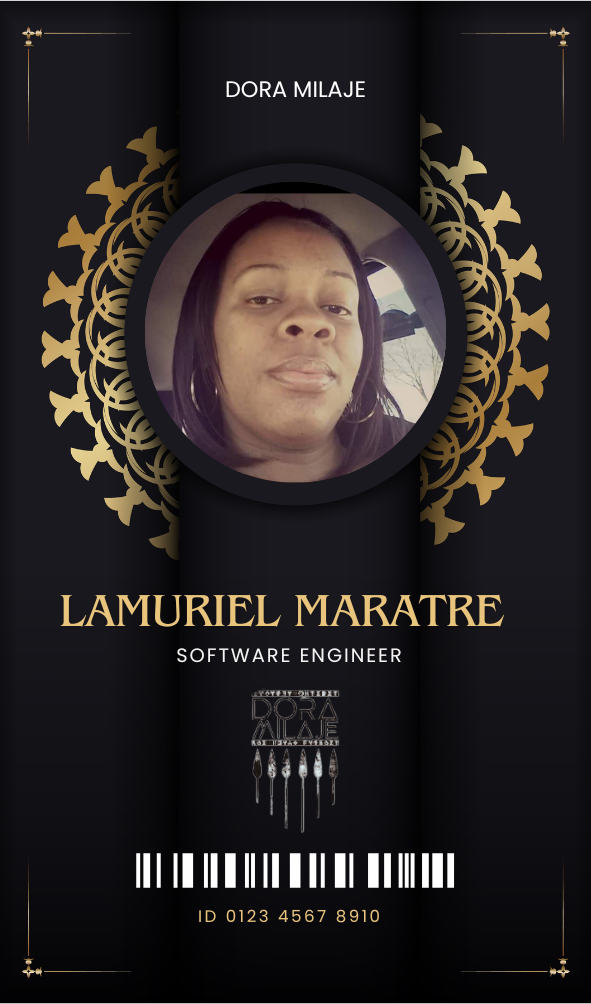 DORA MILAJE
LAMURIEL MARATRE
SOFTWARE ENGINEER
DORA
MILAJE
ID 0123 4567 8910